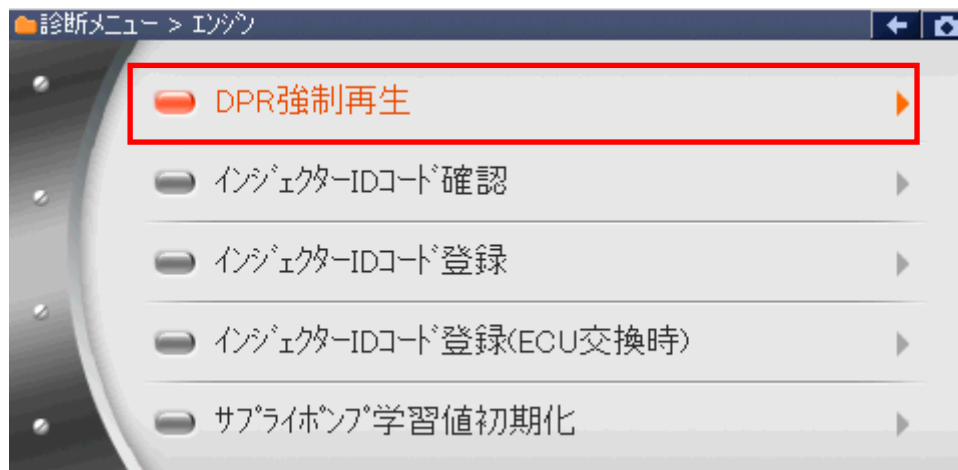 診断メニュー > エンジン
DPR強制再生
インジェクターIDコード確認
インジェクターIDコード登録
インジェクターIDコード登録(ECU交換時)
サプライポンプ学習値初期化